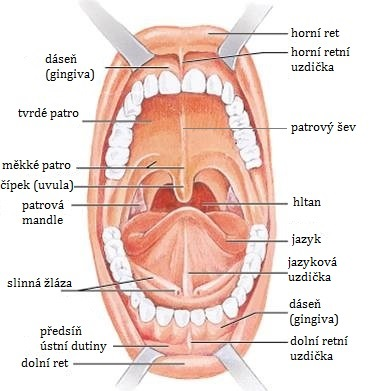 horní ret
horní retní
uzdička
dáseň
(gingiva)
tvrdé patro
patrový šev
měkké patro
čípek (uvula)
patrová
mandle
hltan
jazyk
jazyková
uzdička
slinná žláza
dáseň
(gingiva)
předsíň
ústní dutiny
dolní retní
uzdička
dolní ret